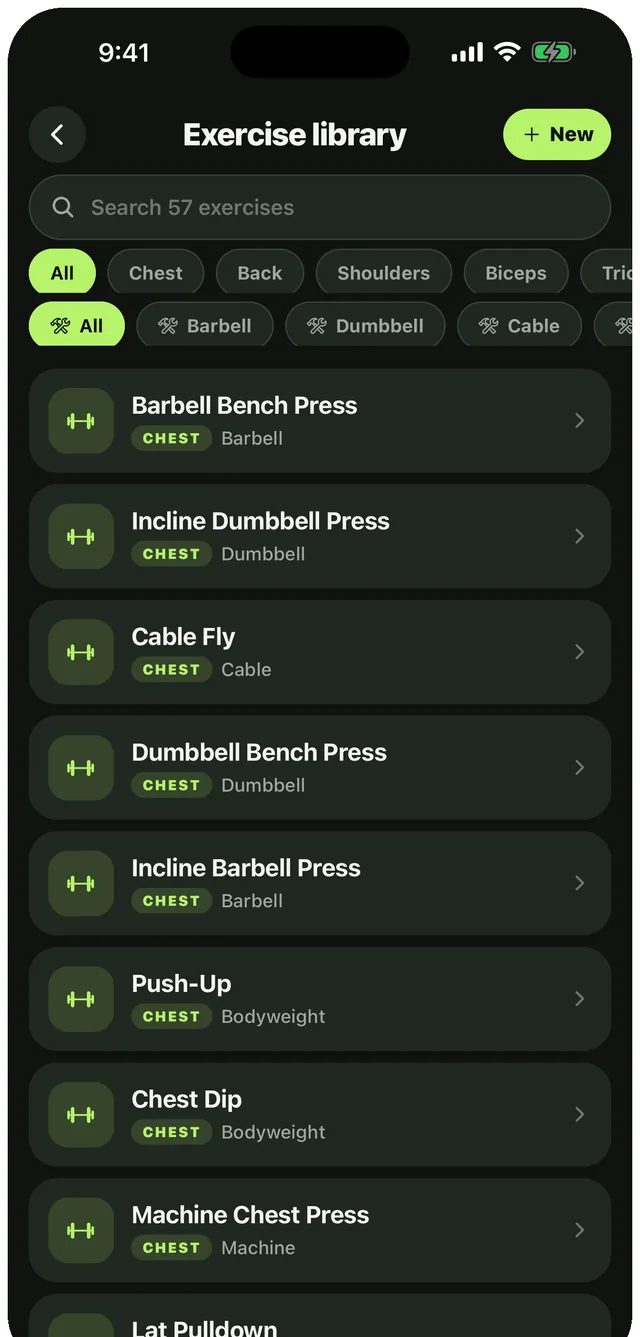 9:41
Exercise library
+ New
Search 57 exercises
All Chest Back Shoulders Biceps
All Barbell Dumbbell Cable
Barbell Bench Press
CHEST Barbell
Incline Dumbbell Press
CHEST Dumbbell
Cable Fly
CHEST Cable
Dumbbell Bench Press
CHEST Dumbbell
Incline Barbell Press
CHEST Barbell
Push-Up
CHEST Bodyweight
Chest Dip
CHEST Bodyweight
Machine Chest Press
CHEST Machine
Lat Pulldown